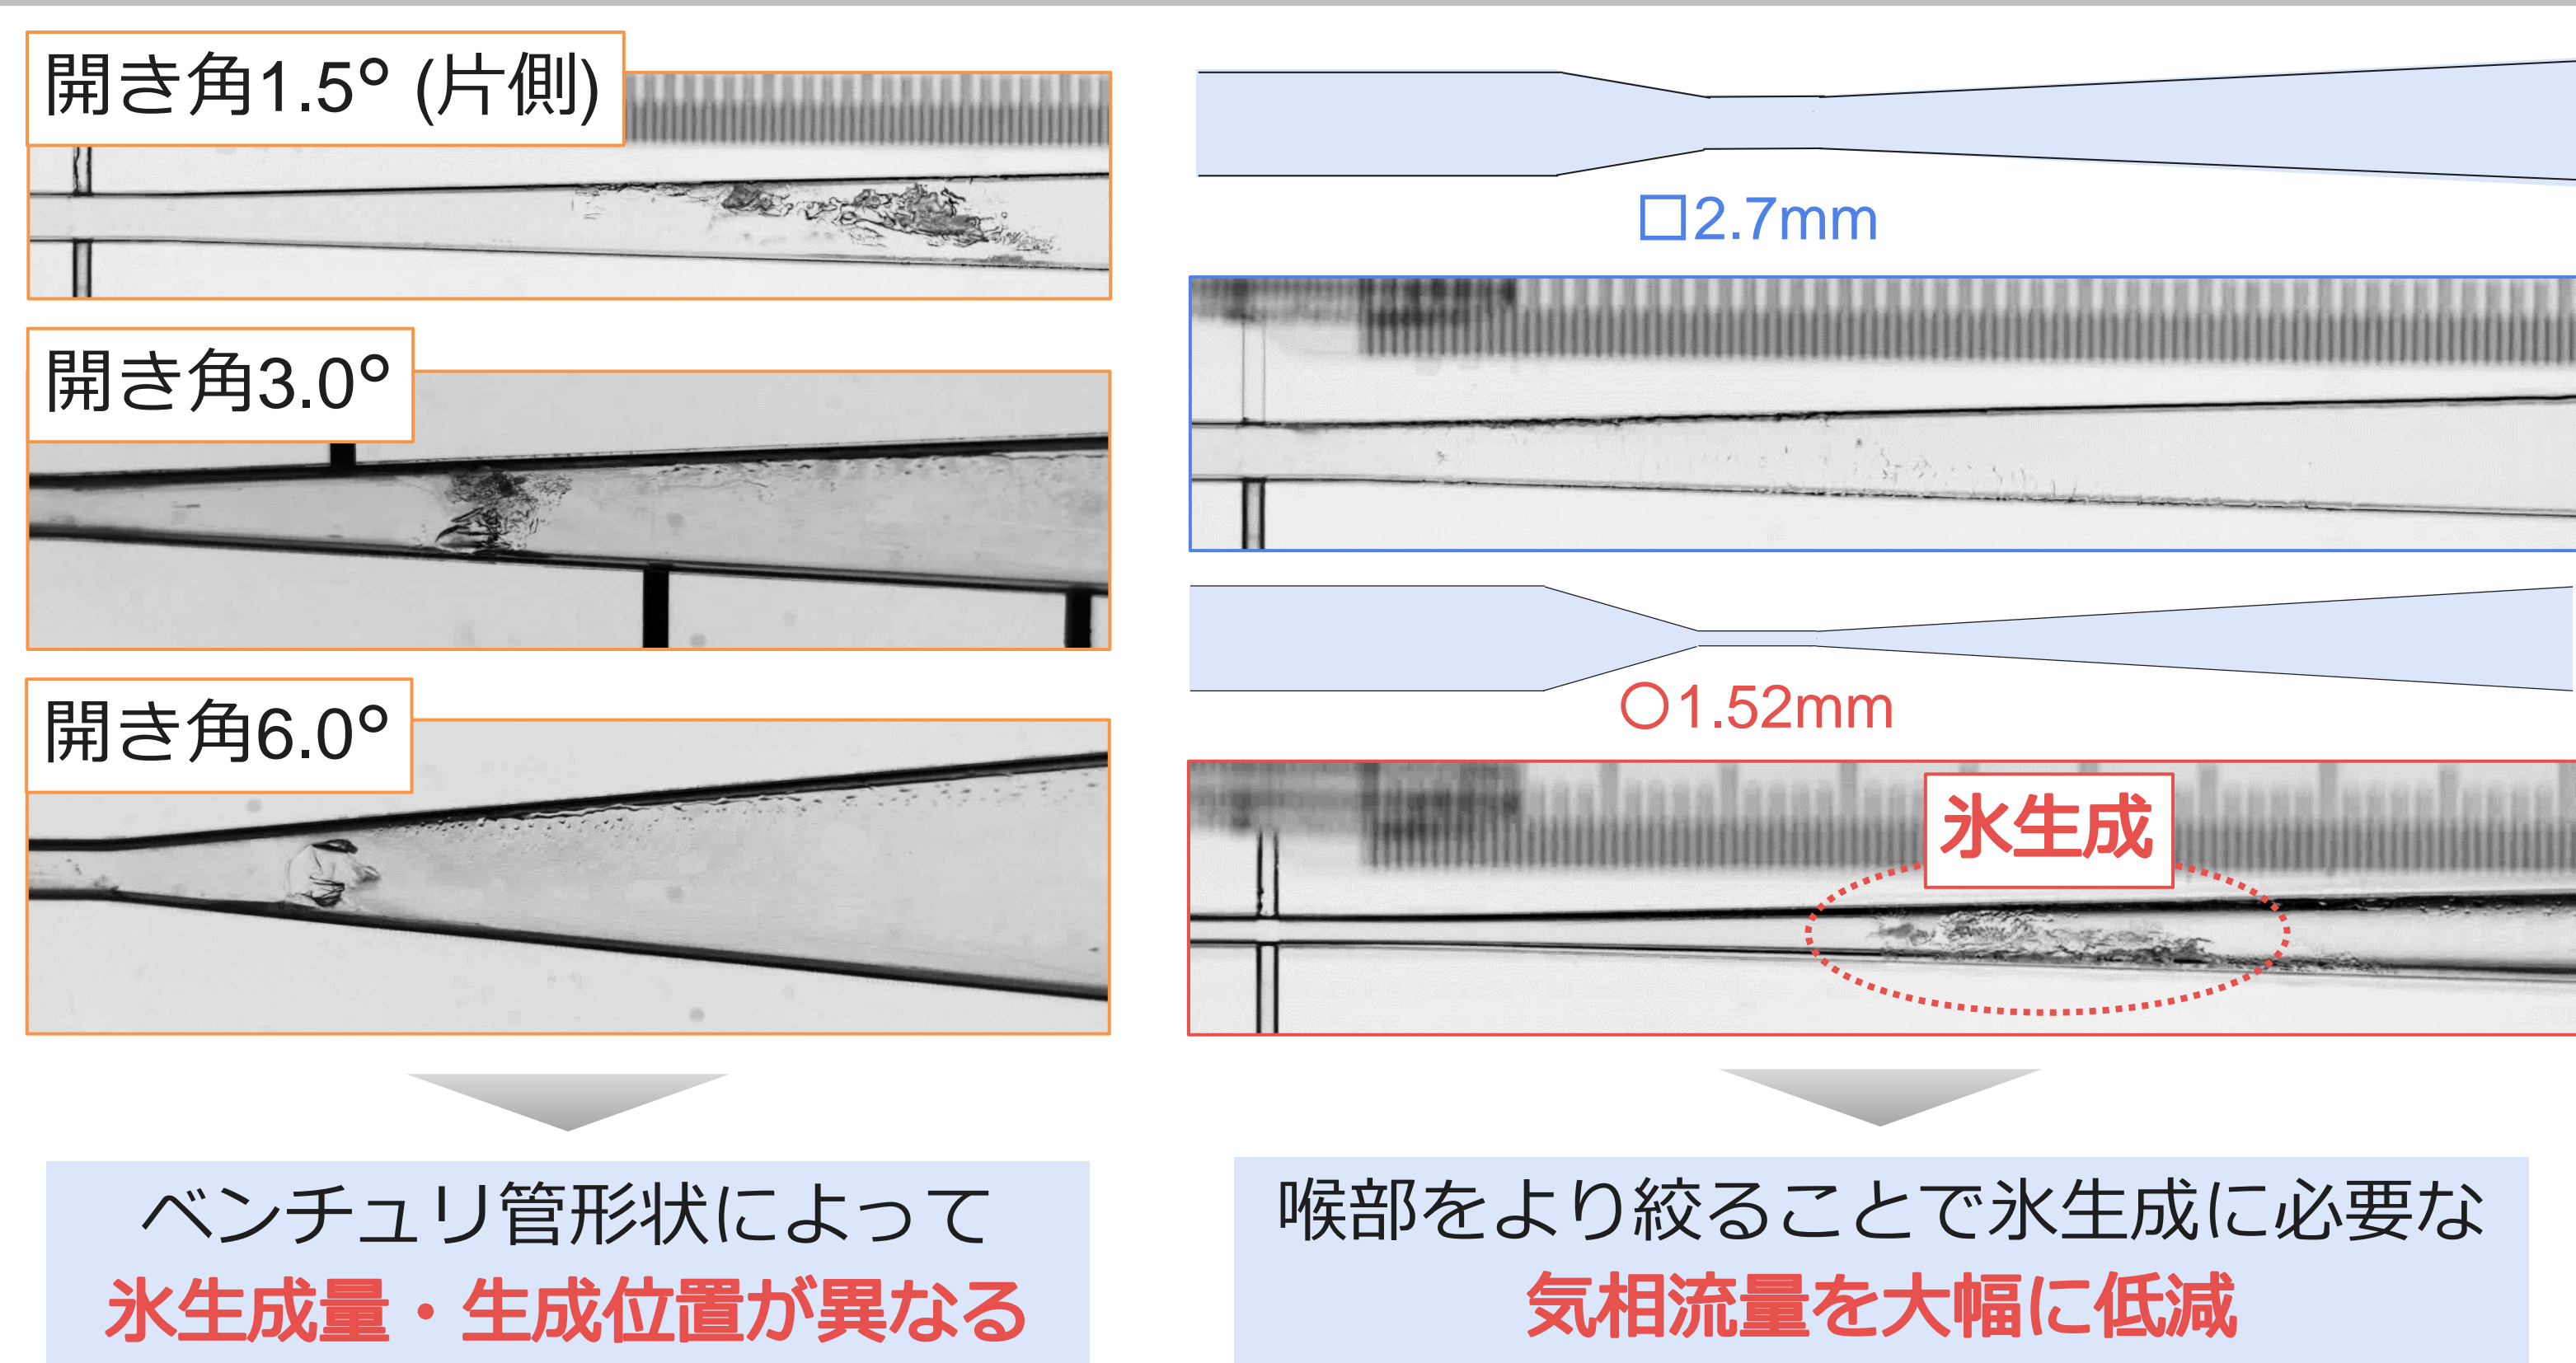 開き角1.5° (片側)
開き角3.0°
開き角6.0°
ベンチュリ管形状によって
氷生成量・生成位置が異なる
□2.7mm
○1.52mm
氷生成
喉部をより絞ることで氷生成に必要な
気相流量を大幅に低減